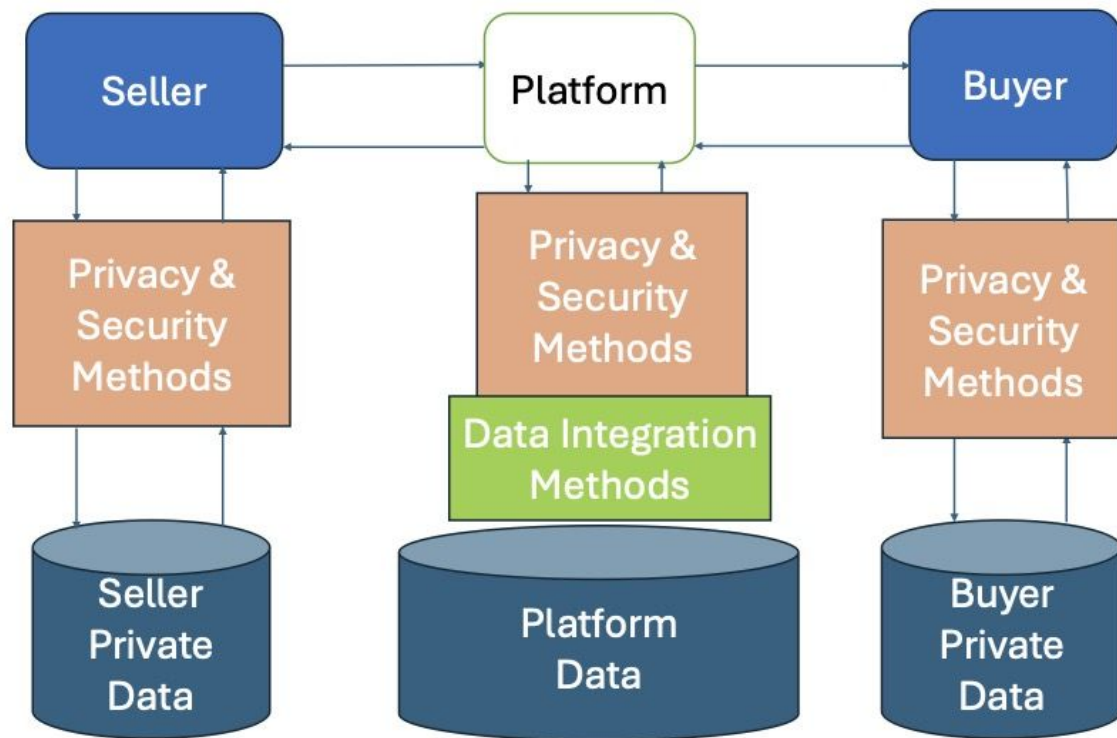 Seller
Platform
Buyer
Privacy &
Security
Methods
Privacy &
Security
Methods
Privacy &
Security
Methods
Data Integration
Methods
Seller
Private
Data
Platform
Data
Buyer
Private
Data